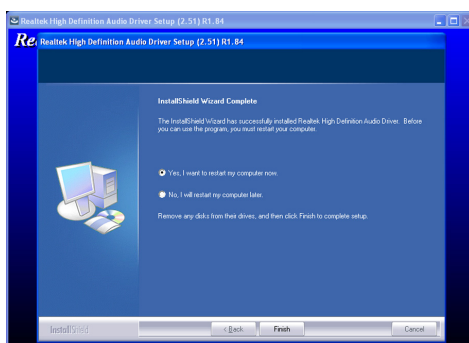 Realtek High Definition Audio Driver Setup (2.51) R1.84
Re
Realtek High Definition Audio Driver Setup (2.51) R1.84
InstallShield Wizard Complete
The InstallShield Wizard has successfully installed Realtek High Definition Audio Driver. Before
you can use the program, you must restart your computer.
Yes, I want to restart my computer now.
No, I will restart my computer later.
Remove any disks from their drives, and then click Finish to complete setup.
InstallShield
< Back
Finish
Cancel